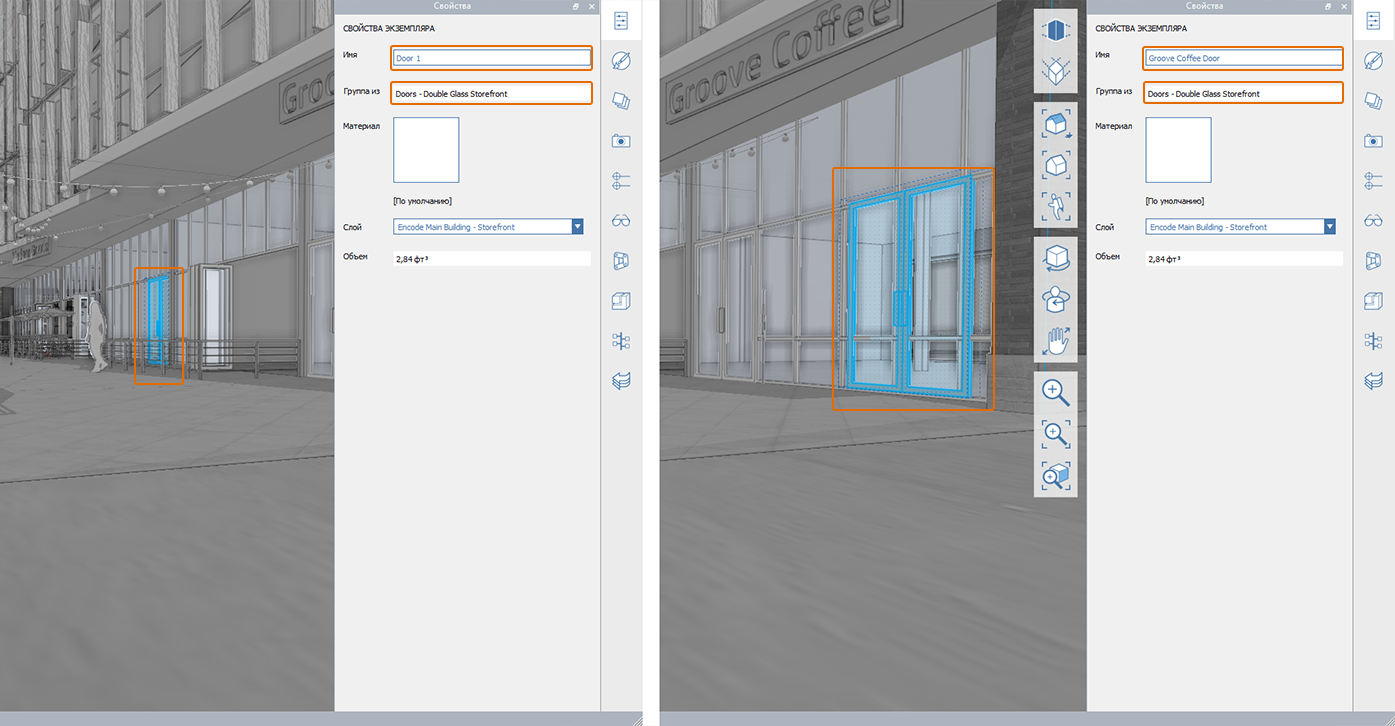 Свойства
СВОЙСТВА ЭКЗЕМПЛЯРА
Имя
Door 1
Группа из
Doors - Double Glass Storefront
Материал
[По умолчанию]
Слой
Encode Main Building - Storefront
Объем
2,84 фт³
Groove Coffee
Свойства
СВОЙСТВА ЭКЗЕМПЛЯРА
Имя
Groove Coffee Door
Группа из
Doors - Double Glass Storefront
Материал
[По умолчанию]
Слой
Encode Main Building - Storefront
Объем
2,84 фт³